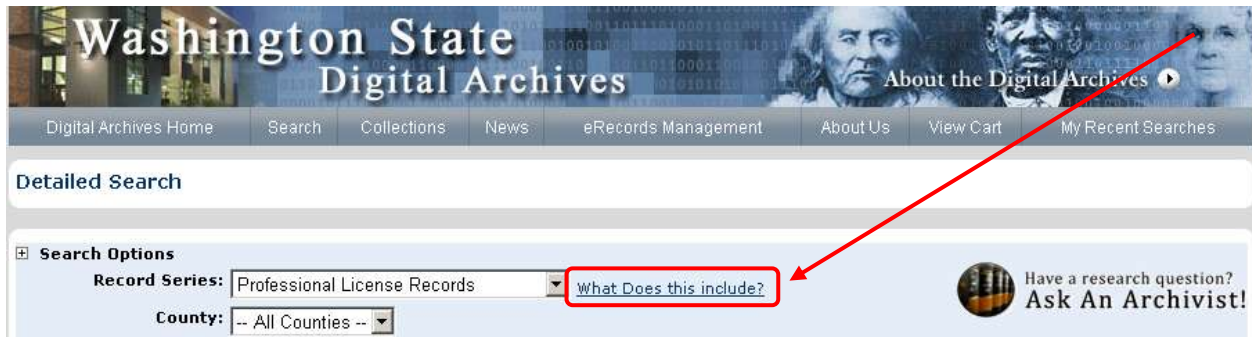 Washington State
Digital Archives
About the Digital Archives
Digital Archives Home Search Collections News eRecords Management About Us View Cart My Recent Searches
Detailed Search
Search Options
Record Series: Professional License Records What Does this include?
County: -- All Counties --
Have a research question?
Ask An Archivist!